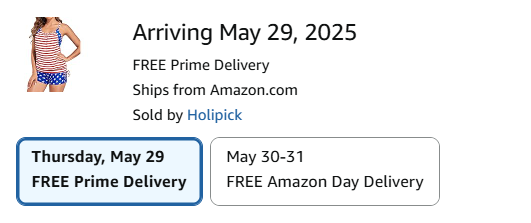 Arriving May 29, 2025
FREE Prime Delivery
Ships from Amazon.com
Sold by Holipick
Thursday, May 29
FREE Prime Delivery
May 30-31
FREE Amazon Day Delivery